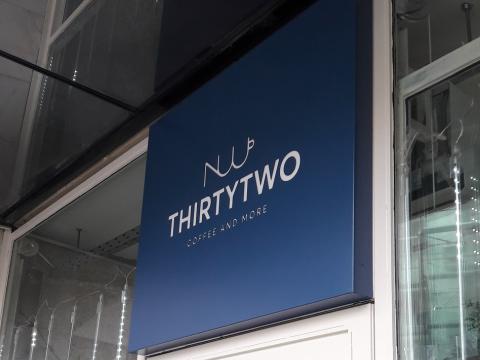 THIRTYTWO
COFFEE AND MORE